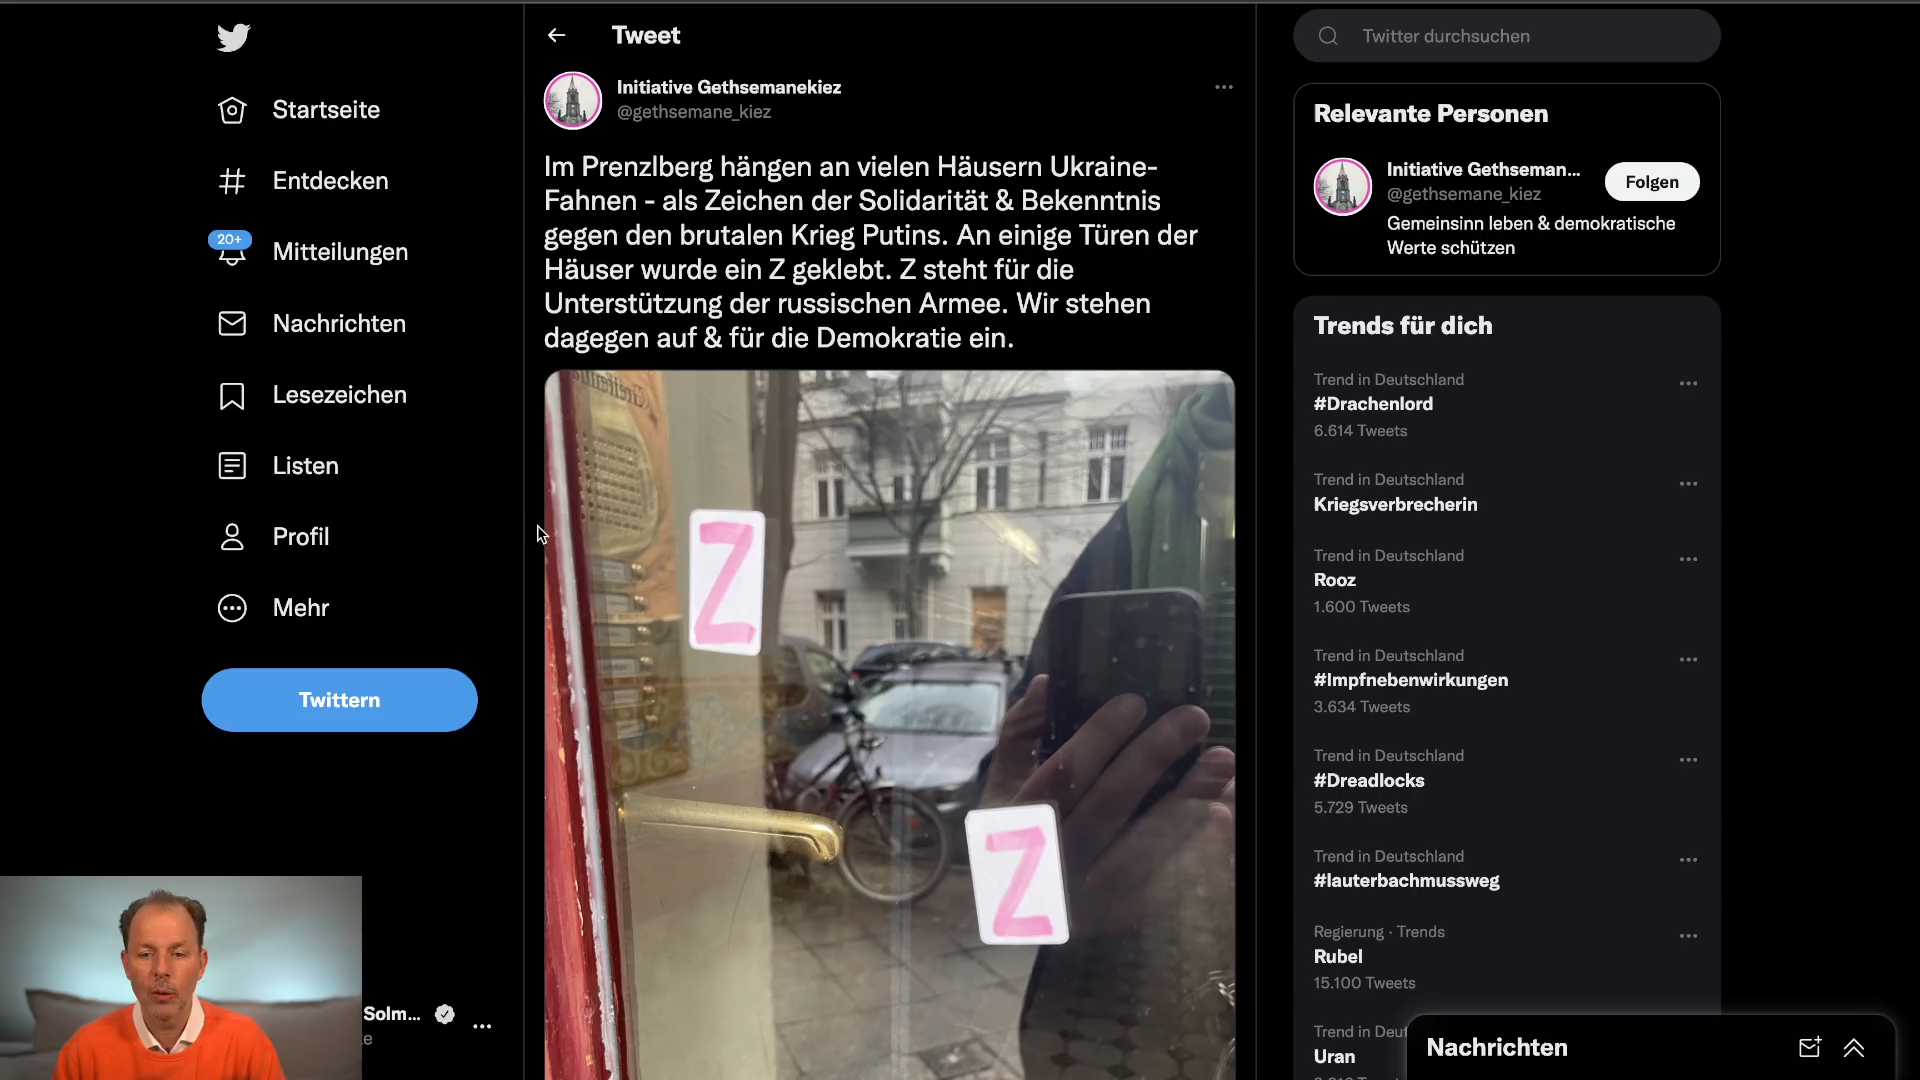 Tweet
Initiative Gethsemanekiez
@gethsemane_kiez
Im Prenzlberg hängen an vielen Häusern Ukraine-
Fahnen - als Zeichen der Solidarität & Bekenntnis
gegen den brutalen Krieg Putins. An einige Türen der
Häuser wurde ein Z geklebt. Z steht für die
Unterstützung der russischen Armee. Wir stehen
dagegen auf & für die Demokratie ein.
Z
Z
Startseite
Entdecken
20+
Mitteilungen
Nachrichten
Lesezeichen
Listen
Profil
Mehr
Twittern
Solm...
Twitter durchsuchen
Relevante Personen
Initiative Gethseman...
@gethsemane_kiez
Folgen
Gemeinsinn leben & demokratische
Werte schützen
Trends für dich
Trend in Deutschland
#Drachenlord
6.614 Tweets
Trend in Deutschland
Kriegsverbrecherin
Trend in Deutschland
Rooz
1.600 Tweets
Trend in Deutschland
#Impfnebenwirkungen
3.634 Tweets
Trend in Deutschland
#Dreadlocks
5.729 Tweets
Trend in Deutschland
#lauterbachmussweg
Regierung · Trends
Rubel
15.100 Tweets
Trend in
Uran
Nachrichten